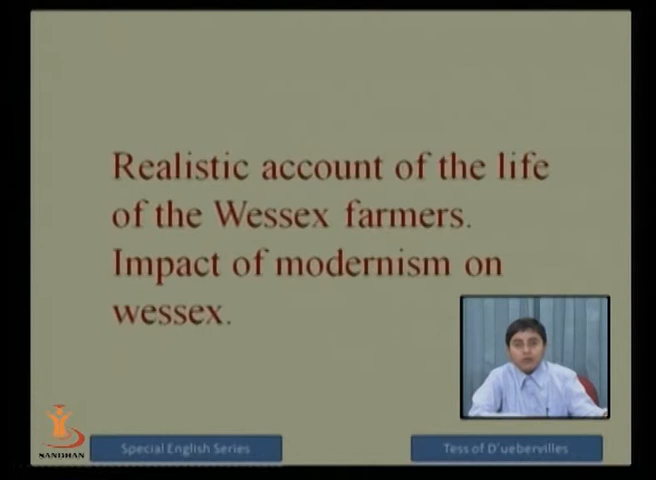 Realistic account of the life
of the Wessex farmers.
Impact of modernism on
wessex.
SANDHAN
Special English Series
Tess of D'uebervilles